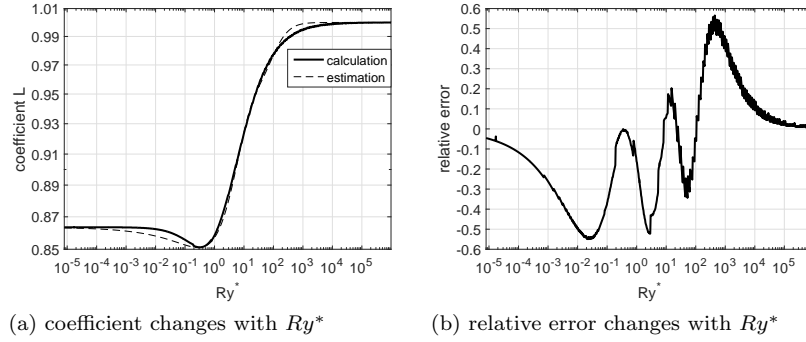 1.01
0.99
0.97
0.95
0.93
0.91
0.89
0.87
0.85
coefficient L
calculation
estimation
10^-5 10^-4 10^-3 10^-2 10^-1 10^0 10^1 10^2 10^3 10^4 10^5
Ry^*
(a) coefficient changes with Ry*
0.6
0.5
0.4
0.3
0.2
0.1
0
-0.1
-0.2
-0.3
-0.4
-0.5
-0.6
relative error
10^-5 10^-4 10^-3 10^-2 10^-1 10^0 10^1 10^2 10^3 10^4 10^5
Ry^*
(b) relative error changes with Ry*